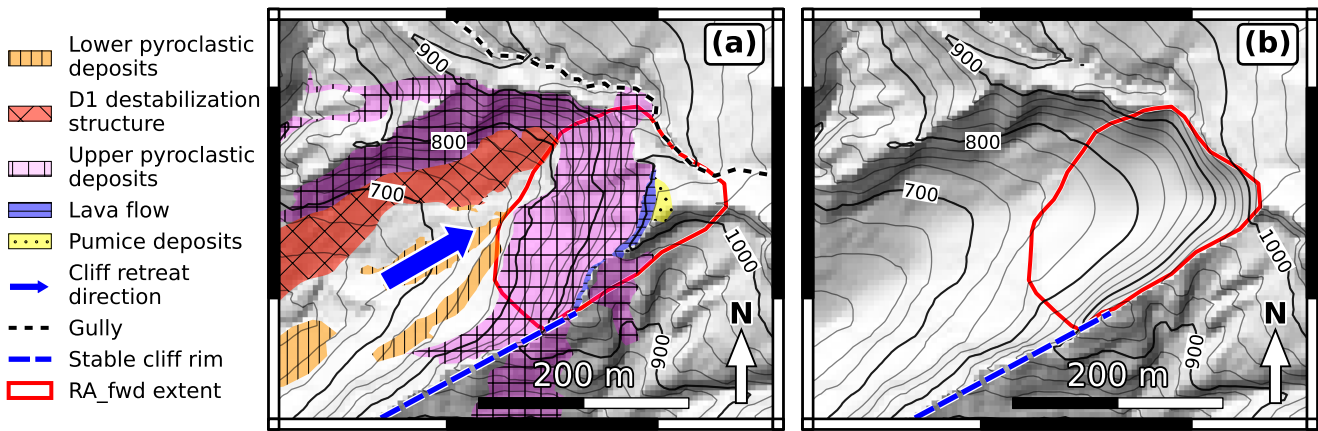 Lower pyroclastic
deposits
D1 destabilization
structure
Upper pyroclastic
deposits
Lava flow
Pumice deposits
Cliff retreat
direction
Gully
Stable cliff rim
RA_fwd extent
(a)
900
800
700
1000
900
N
200 m
(b)
900
800
700
1000
900
N
200 m